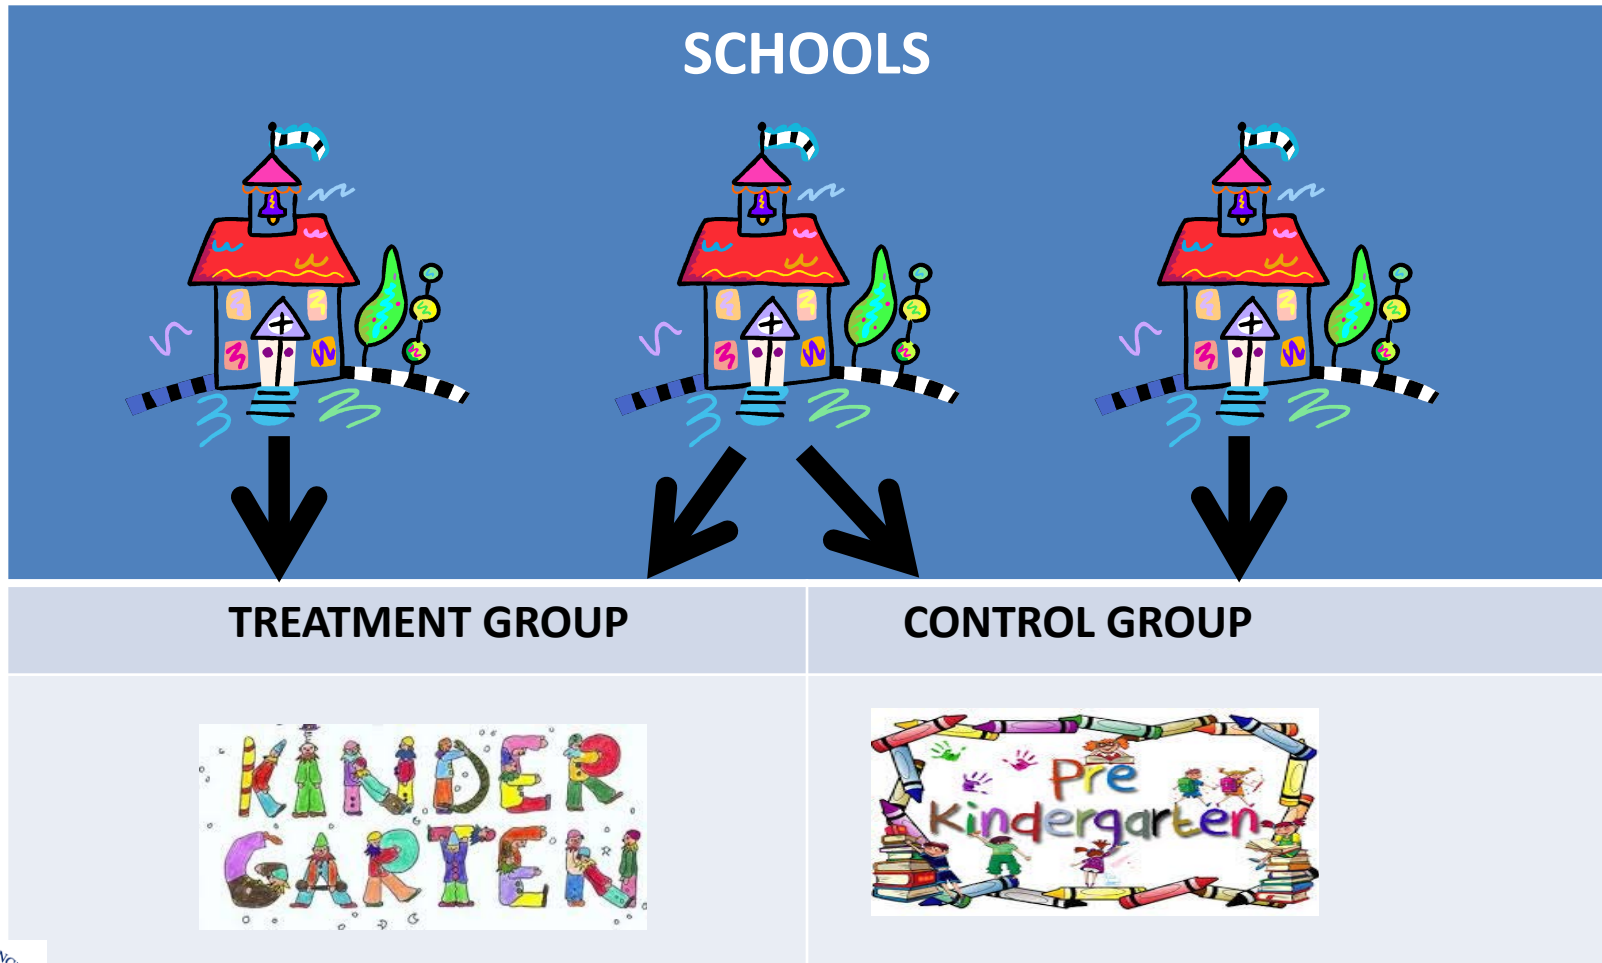 SCHOOLS
TREATMENT GROUP
CONTROL GROUP
KINDER
GARTEN
Pre
Kindergarten